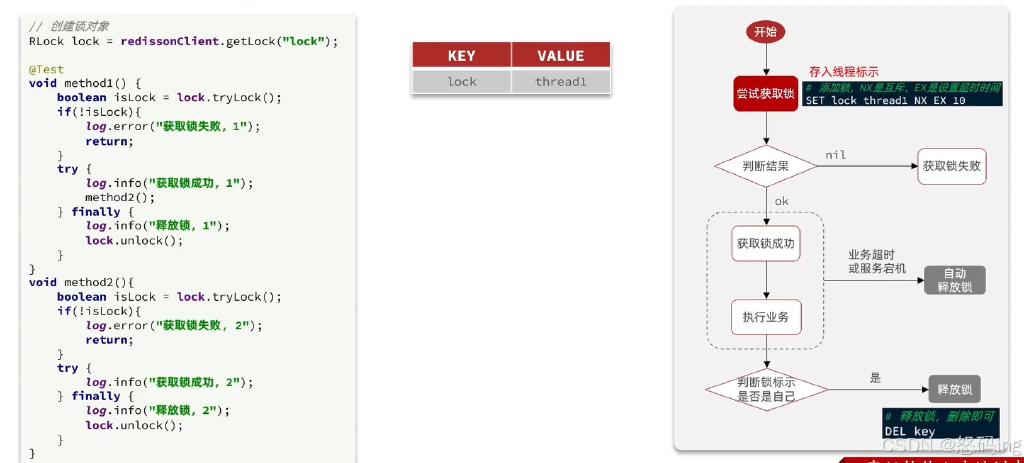 // 创建锁对象
RLock lock = redissonClient.getLock("lock");
@Test
void method1() {
boolean isLock = lock.tryLock();
if(!isLock){
log.error("获取锁失败, 1");
return;
}
try {
log.info("获取锁成功, 1");
method2();
} finally {
log.info("释放锁, 1");
lock.unlock();
}
}
void method2(){
boolean isLock = lock.tryLock();
if(!isLock){
log.error("获取锁失败, 2");
return;
}
try {
log.info("获取锁成功, 2");
} finally {
log.info("释放锁, 2");
lock.unlock();
}
}
KEY VALUE
lock thread1
开始
存入线程标示
尝试获取锁
# 添加锁, NX是互斥、EX是设置超时时间
SET lock thread1 NX EX 10
判断结果
nil
获取锁失败
ok
获取锁成功
业务超时
或服务宕机
自动
释放锁
执行业务
判断锁标示
是否是自己
是
释放锁
# 释放锁, 删除即可
DEL key
CSDN @怒码ing